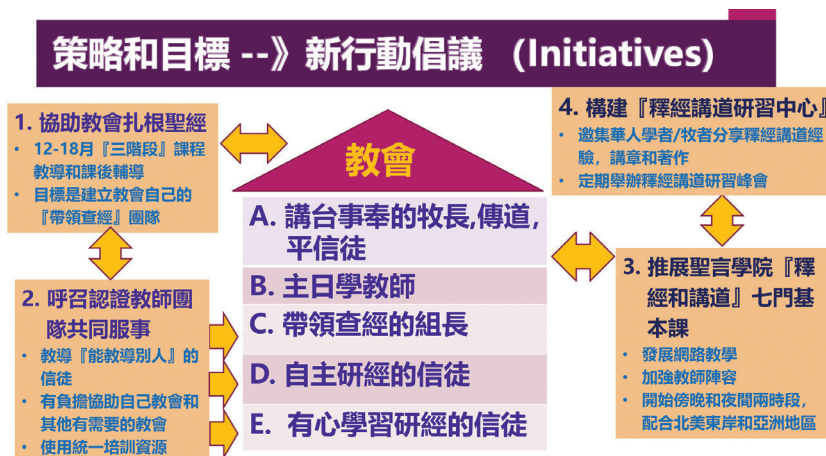 策略和目標 --》新行動倡議 (Initiatives)
1. 協助教會扎根聖經
• 12-18月『三階段』課程
教導和課後輔導
• 目標是建立教會自己的
『帶領查經』團隊
2. 呼召認證教師團
隊共同服事
• 教導『能教導別人』的
信徒
• 有負擔協助自己教會和
其他有需要的教會
• 使用統一培訓資源
教會
A. 講台事奉的牧長,傳道,
平信徒
B. 主日學教師
C. 帶領查經的組長
D. 自主研經的信徒
E. 有心學習研經的信徒
4. 構建『釋經講道研習中心』
• 邀集華人學者/牧者分享釋經講道經
驗，講章和著作
• 定期舉辦釋經講道研習峰會
3. 推展聖言學院『釋
經和講道』七門基
本課
• 發展網路教學
• 加強教師陣容
• 開始傍晚和夜間兩時段，
配合北美東岸和亞洲地區